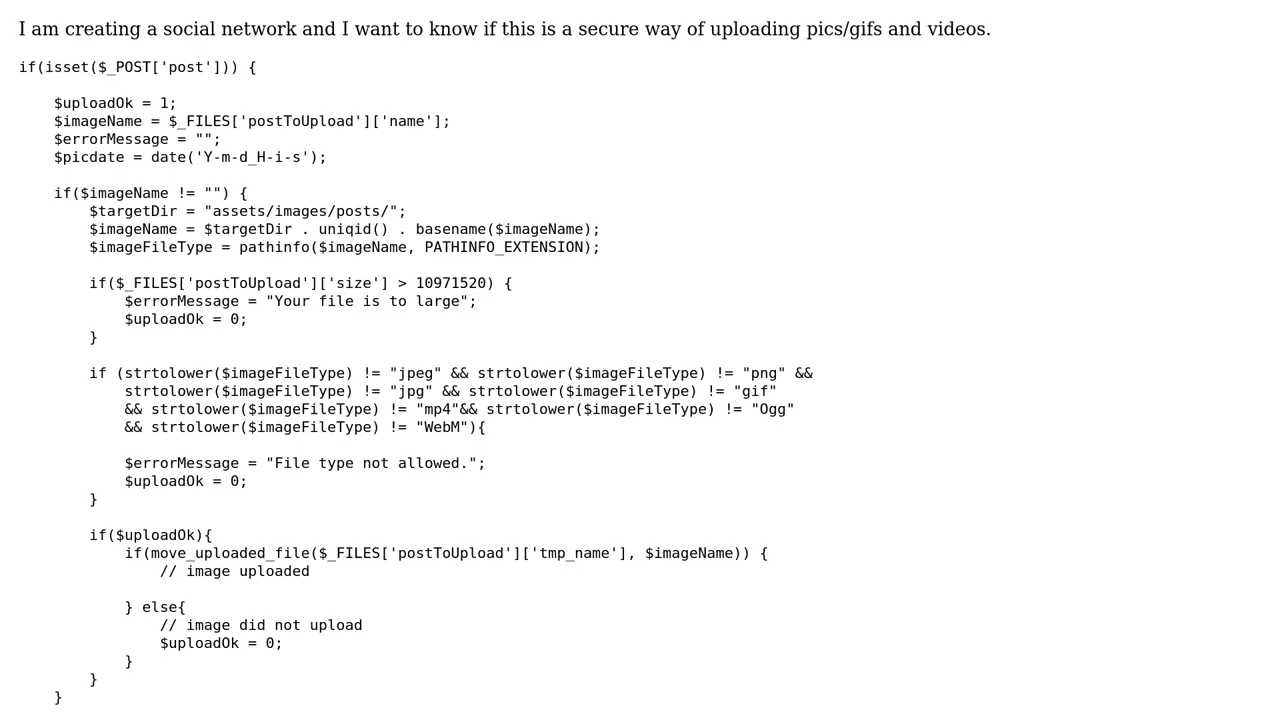 I am creating a social network and I want to know if this is a secure way of uploading pics/gifs and videos.
if(isset($_POST['post'])) {
    $uploadOk = 1;
    $imageName = $_FILES['postToUpload']['name'];
    $errorMessage = "";
    $picdate = date('Y-m-d_H-i-s');
    if($imageName != "") {
        $targetDir = "assets/images/posts/";
        $imageName = $targetDir . uniqid() . basename($imageName);
        $imageFileType = pathinfo($imageName, PATHINFO_EXTENSION);
        if($_FILES['postToUpload']['size'] > 10971520) {
            $errorMessage = "Your file is to large";
            $uploadOk = 0;
        }
        if (strtolower($imageFileType) != "jpeg" && strtolower($imageFileType) != "png" &&
            strtolower($imageFileType) != "jpg" && strtolower($imageFileType) != "gif"
            && strtolower($imageFileType) != "mp4"&& strtolower($imageFileType) != "Ogg"
            && strtolower($imageFileType) != "WebM"){
            $errorMessage = "File type not allowed.";
            $uploadOk = 0;
        }
        if($uploadOk){
            if(move_uploaded_file($_FILES['postToUpload']['tmp_name'], $imageName)) {
                // image uploaded
            } else{
                // image did not upload
                $uploadOk = 0;
            }
        }
    }